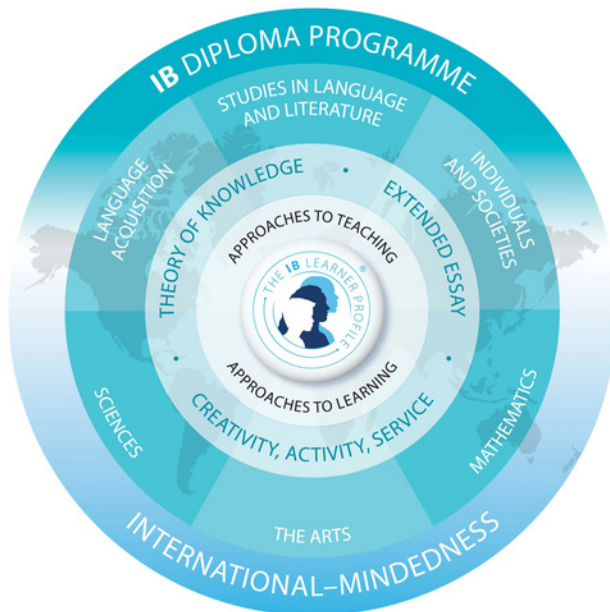 IB DIPLOMA PROGRAMME
STUDIES IN LANGUAGE
AND LITERATURE
LANGUAGE
ACQUISITION
INDIVIDUALS
AND SOCIETIES
THEORY OF KNOWLEDGE
•
EXTENDED ESSAY
APPROACHES TO TEACHING
THE IB LEARNER PROFILE
®
APPROACHES TO LEARNING
•
CREATIVITY, ACTIVITY, SERVICE
•
SCIENCES
MATHEMATICS
THE ARTS
INTERNATIONAL–MINDEDNESS